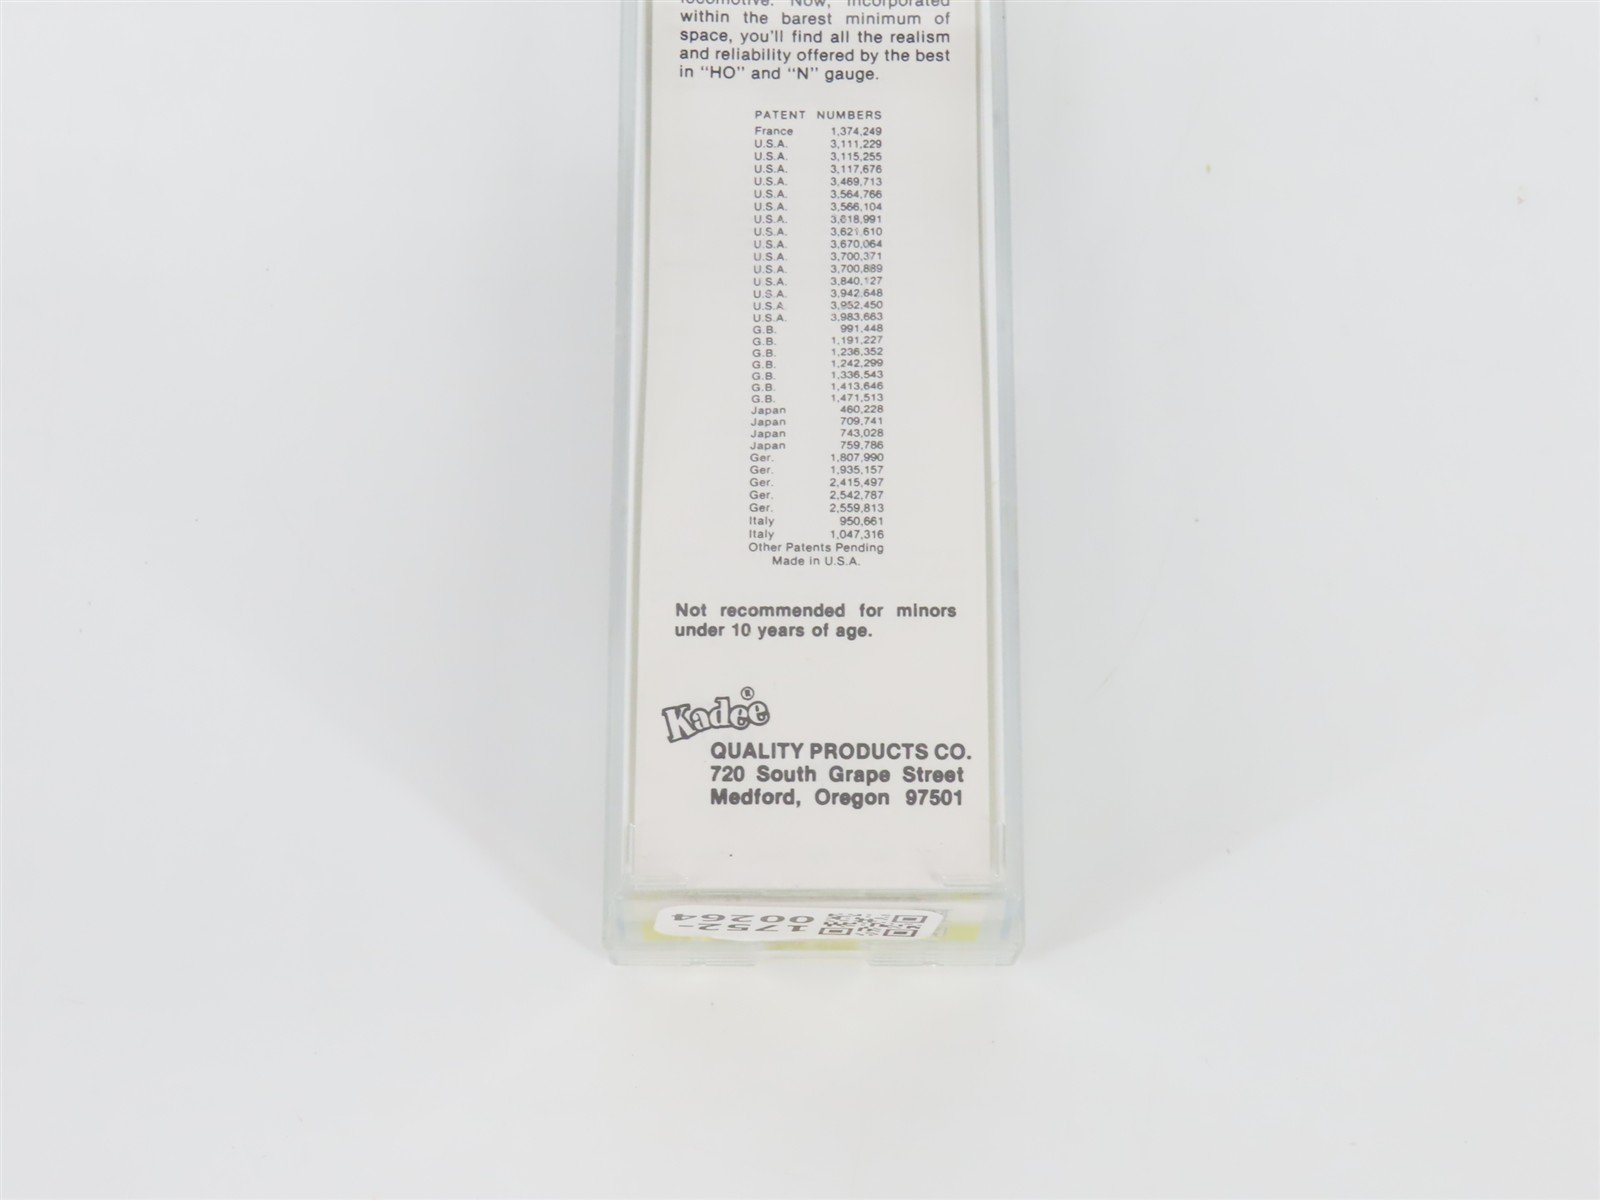 locomotive. Now, incorporated
within the barest minimum of
space, you'll find all the realism
and reliability offered by the best
in "HO" and "N" gauge.
PATENT NUMBERS
France 1,374,249
U.S.A. 3,111,229
U.S.A. 3,115,255
U.S.A. 3,117,676
U.S.A. 3,469,713
U.S.A. 3,564,766
U.S.A. 3,566,104
U.S.A. 3,618,991
U.S.A. 3,621,610
U.S.A. 3,670,064
U.S.A. 3,700,371
U.S.A. 3,700,889
U.S.A. 3,840,127
U.S.A. 3,942,648
U.S.A. 3,952,450
U.S.A. 3,983,663
G.B. 991,448
G.B. 1,191,227
G.B. 1,236,352
G.B. 1,242,299
G.B. 1,336,543
G.B. 1,413,646
G.B. 1,471,513
Japan 460,228
Japan 709,741
Japan 743,028
Japan 759,786
Ger. 1,807,990
Ger. 1,935,157
Ger. 2,415,497
Ger. 2,542,787
Ger. 2,559,813
Italy 950,661
Italy 1,047,316
Other Patents Pending
Made in U.S.A.
Not recommended for minors
under 10 years of age.
Kadee®
QUALITY PRODUCTS CO.
720 South Grape Street
Medford, Oregon 97501
1752-
00264